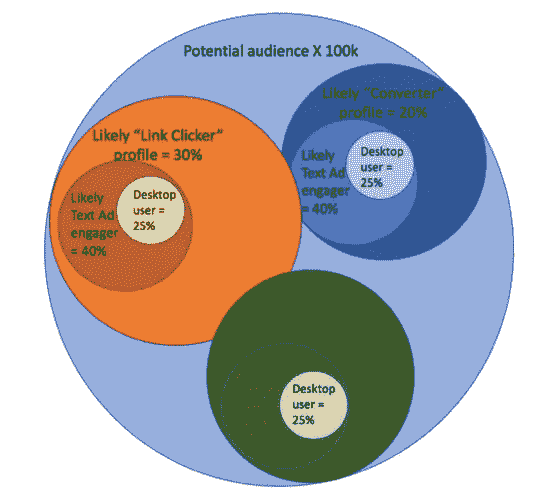 Potential audience X 100k
Likely "Converter"
profile = 20%
Likely "Link Clicker"
profile = 30%
Likely
Text Ad
engager
= 40%
Desktop
user =
25%
Likely
Text Ad
engager
= 40%
Desktop
user =
25%
Desktop
user =
25%